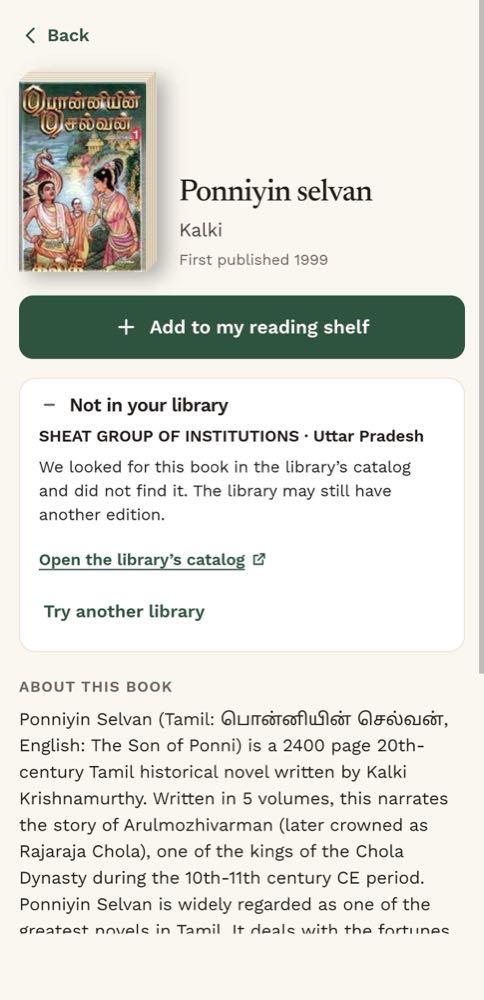 Back
பொன்னியின்
செல்வன்
1
Ponniyin selvan
Kalki
First published 1999
+ Add to my reading shelf
– Not in your library
SHEAT GROUP OF INSTITUTIONS · Uttar Pradesh
We looked for this book in the library’s catalog
and did not find it. The library may still have
another edition.
Open the library’s catalog
Try another library
ABOUT THIS BOOK
Ponniyin Selvan (Tamil: பொன்னியின் செல்வன்,
English: The Son of Ponni) is a 2400 page 20th-
century Tamil historical novel written by Kalki
Krishnamurthy. Written in 5 volumes, this narrates
the story of Arulmozhivarman (later crowned as
Rajaraja Chola), one of the kings of the Chola
Dynasty during the 10th-11th century CE period.
Ponniyin Selvan is widely regarded as one of the
greatest novels in Tamil. It deals with the fortunes